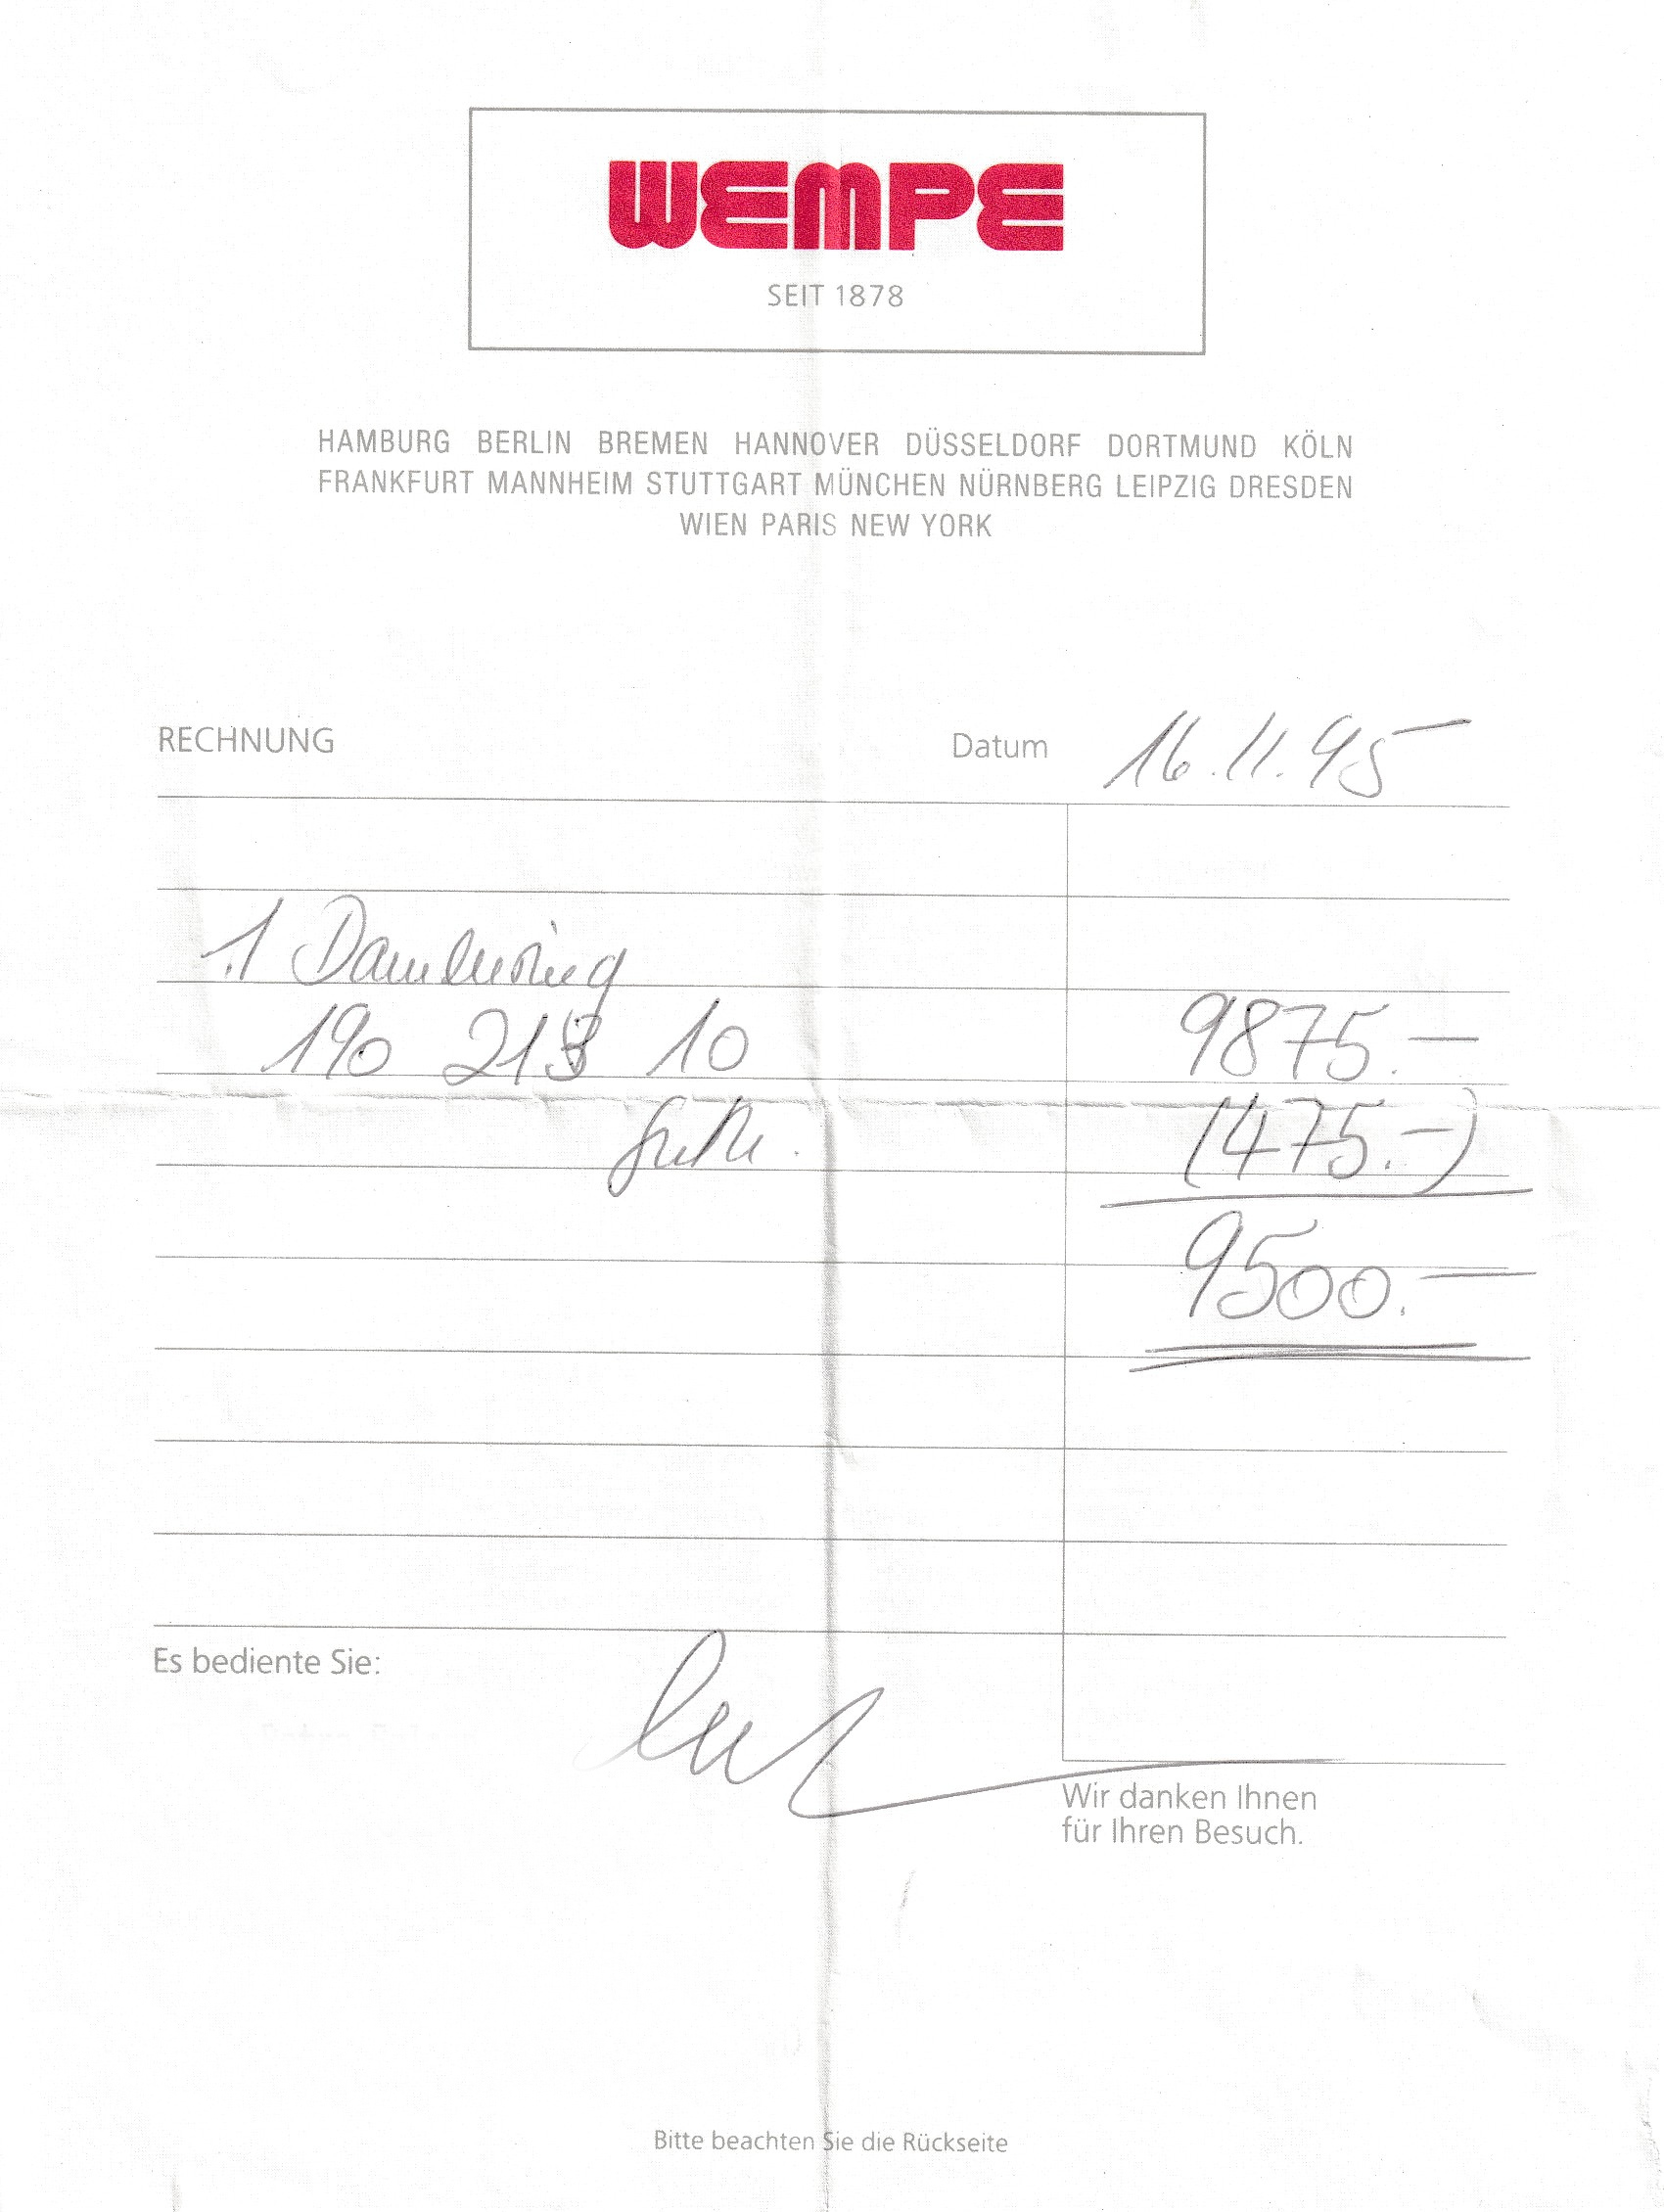 WEMPE
SEIT 1878
HAMBURG BERLIN BREMEN HANNOVER DÜSSELDORF DORTMUND KÖLN
FRANKFURT MANNHEIM STUTTGART MÜNCHEN NÜRNBERG LEIPZIG DRESDEN
WIEN PARIS NEW YORK
RECHNUNG Datum 16.11.95
1 Damenring
190 213 10 9875.-
(475.-)
9500.-
Es bediente Sie:
Wir danken Ihnen
für Ihren Besuch.
Bitte beachten Sie die Rückseite